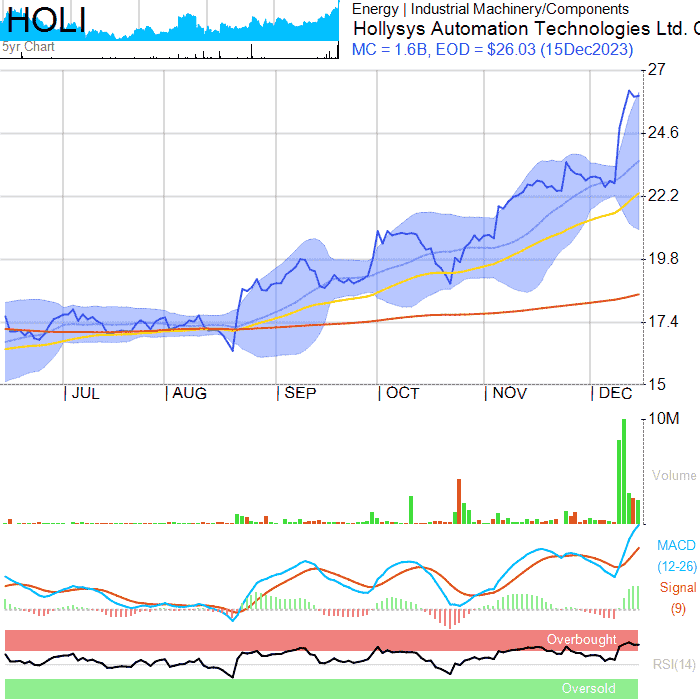 HOLI
5yr Chart
Energy | Industrial Machinery/Components
Hollysys Automation Technologies Ltd. C
MC = 1.6B, EOD = $26.03 (15Dec2023)
27
24.6
22.2
19.8
17.4
15
| JUL | AUG | SEP | OCT | NOV | DEC
10M
Volume
MACD
(12-26)
Signal
(9)
Overbought
RSI(14)
Oversold